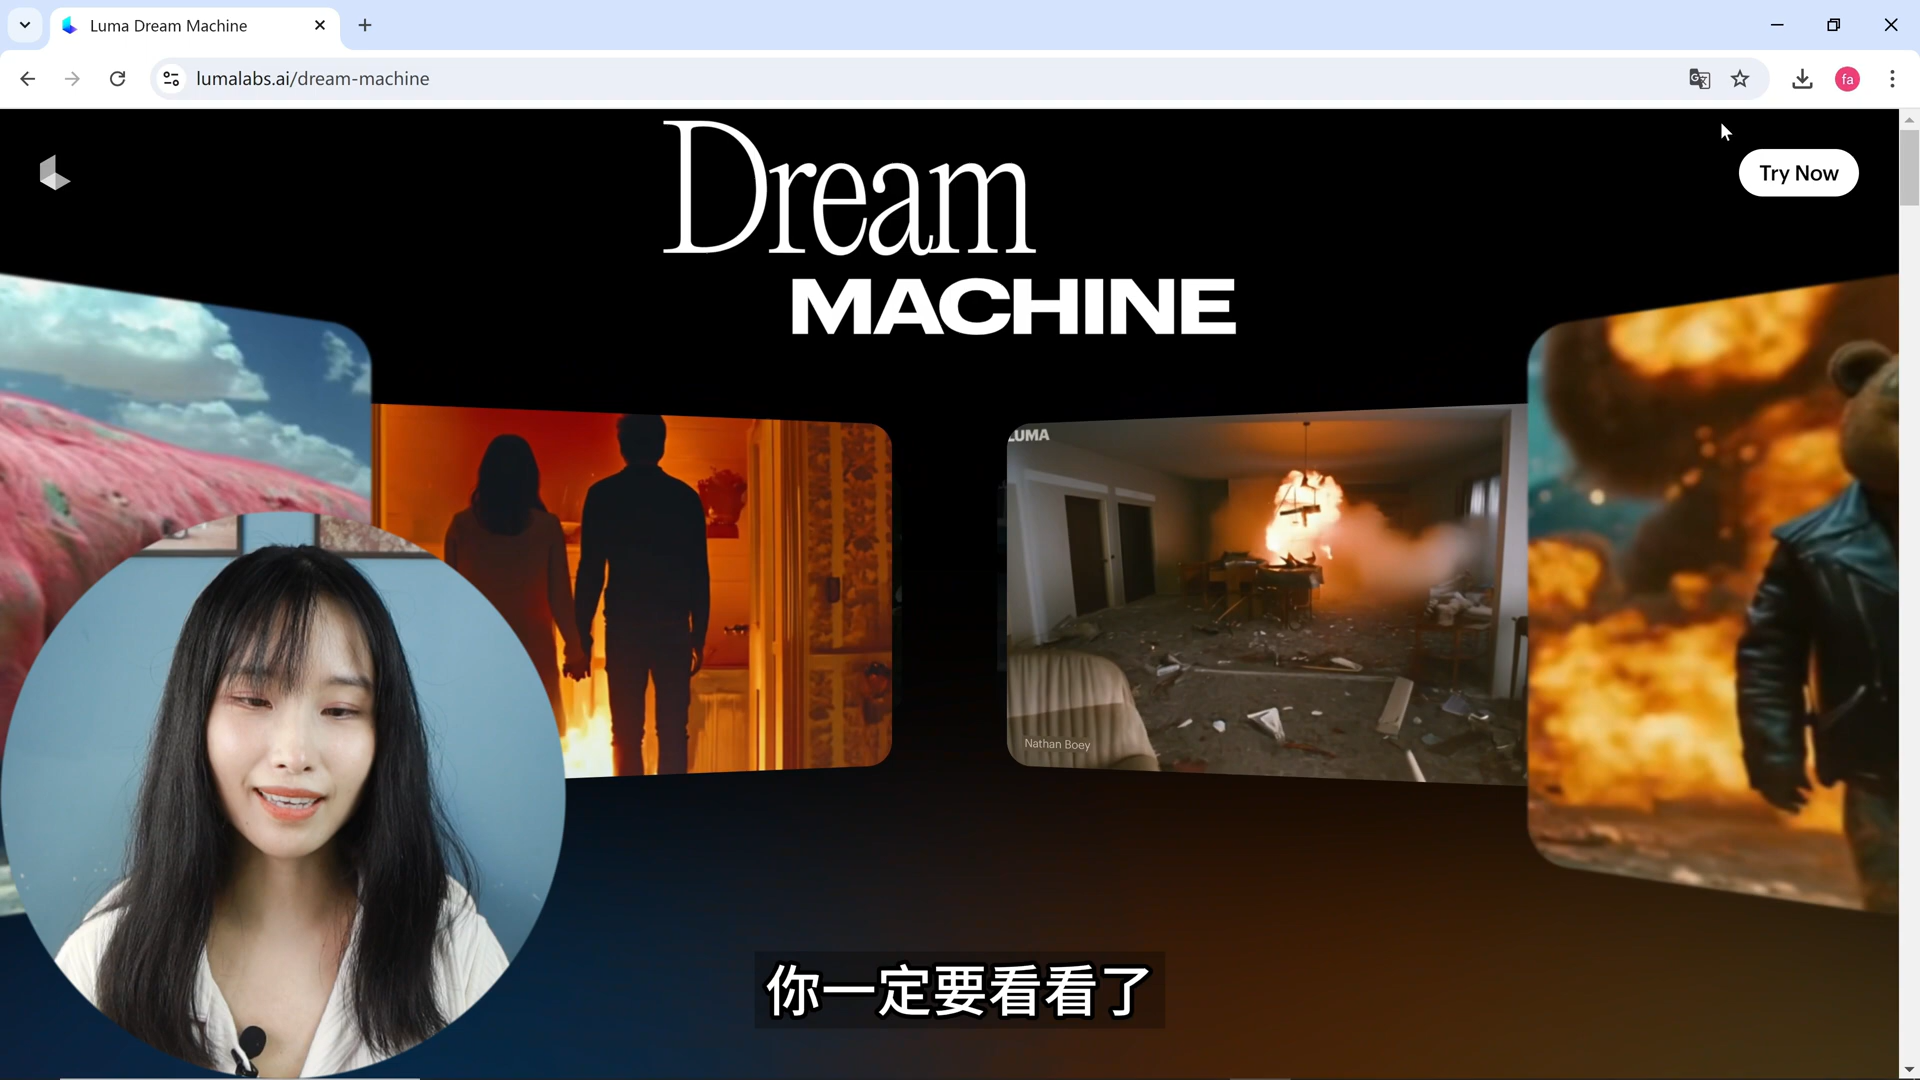 Luma Dream Machine
lumalabs.ai/dream-machine
fa
Dream
MACHINE
Try Now
LUMA
Nathan Boey
你一定要看看了